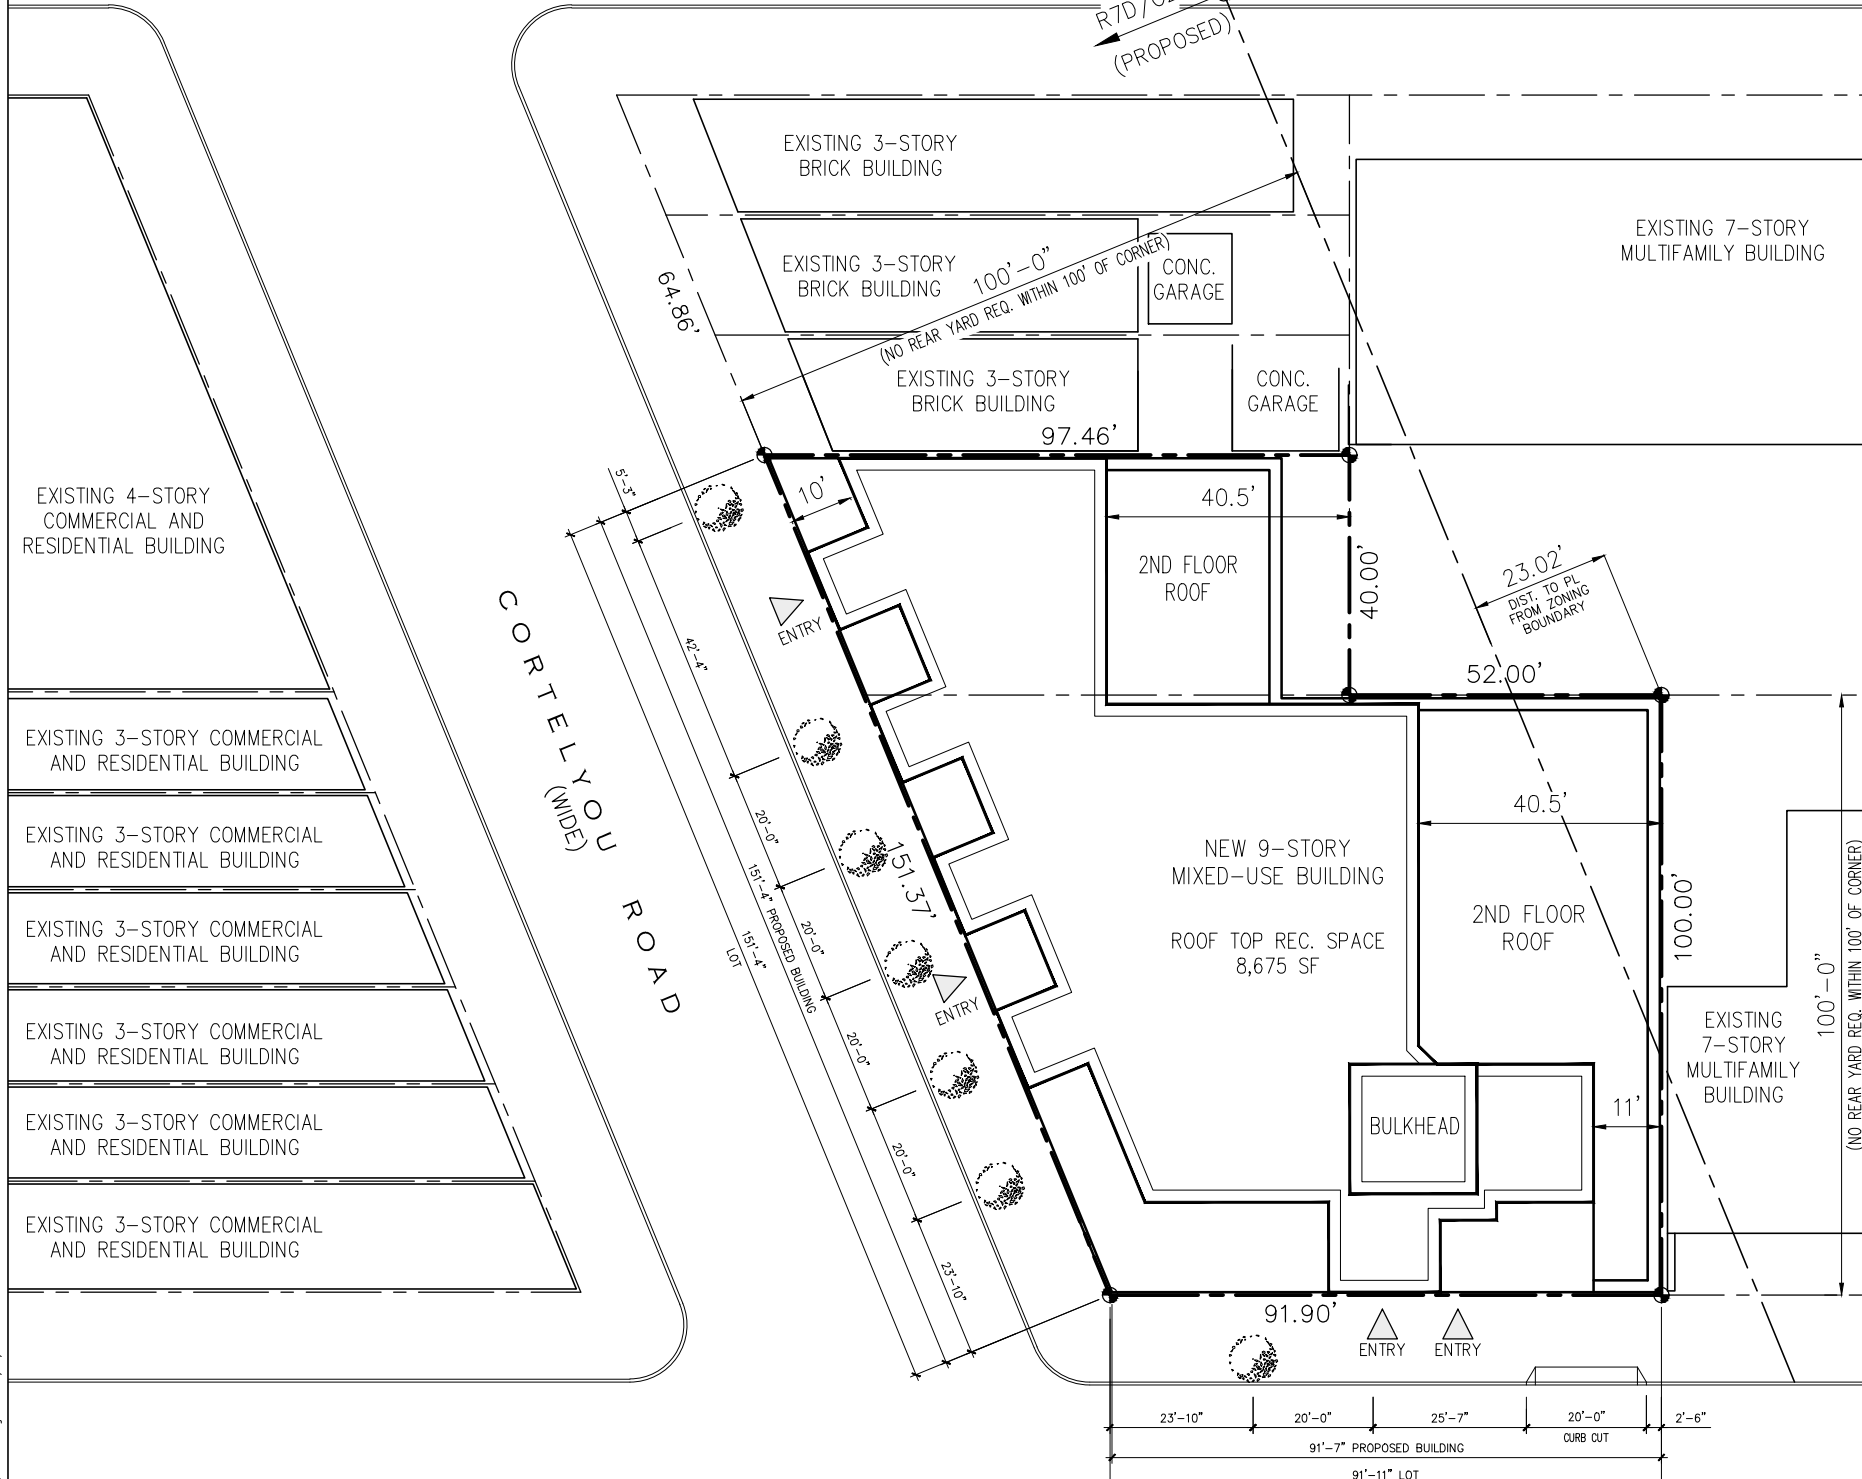 (PROPOSED)
EXISTING 3-STORY
BRICK BUILDING
EXISTING 7-STORY
MULTIFAMILY BUILDING
EXISTING 3-STORY
BRICK BUILDING
CONC.
GARAGE
100'-0"
(NO REAR YARD REQ. WITHIN 100' OF CORNER)
64.86'
EXISTING 3-STORY
BRICK BUILDING
CONC.
GARAGE
97.46'
EXISTING 4-STORY
COMMERCIAL AND
RESIDENTIAL BUILDING
5'-3"
10'
40.5'
2ND FLOOR
ROOF
40.00'
23.02'
DIST. TO PL
FROM ZONING
BOUNDARY
ENTRY
42'-4"
52.00'
CORTELYOU ROAD
(WIDE)
EXISTING 3-STORY COMMERCIAL
AND RESIDENTIAL BUILDING
EXISTING 3-STORY COMMERCIAL
AND RESIDENTIAL BUILDING
EXISTING 3-STORY COMMERCIAL
AND RESIDENTIAL BUILDING
EXISTING 3-STORY COMMERCIAL
AND RESIDENTIAL BUILDING
EXISTING 3-STORY COMMERCIAL
AND RESIDENTIAL BUILDING
EXISTING 3-STORY COMMERCIAL
AND RESIDENTIAL BUILDING
20'-0"
151'-4" PROPOSED BUILDING
151'-4"
LOT
20'-0"
20'-0"
20'-0"
23'-10"
151.37'
ENTRY
NEW 9-STORY
MIXED-USE BUILDING
ROOF TOP REC. SPACE
8,675 SF
40.5'
2ND FLOOR
ROOF
100.00'
100'-0"
(NO REAR YARD REQ. WITHIN 100' OF CORNER)
EXISTING
7-STORY
MULTIFAMILY
BUILDING
BULKHEAD
11'
91.90'
ENTRY
ENTRY
23'-10"
20'-0"
25'-7"
20'-0"
CURB CUT
2'-6"
91'-7" PROPOSED BUILDING
91'-11" LOT